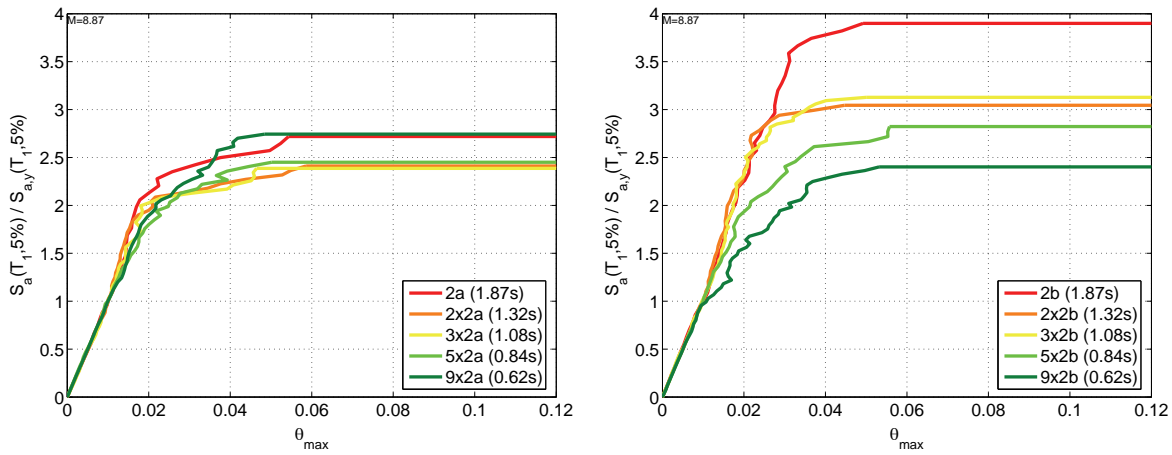 M=8.87
S_a(T_1,5%) / S_a,y(T_1,5%)
4
3.5
3
2.5
2
1.5
1
0.5
0
0
0.02
0.04
0.06
0.08
0.1
0.12
θ_max
2a (1.87s)
2x2a (1.32s)
3x2a (1.08s)
5x2a (0.84s)
9x2a (0.62s)
M=8.87
S_a(T_1,5%) / S_a,y(T_1,5%)
4
3.5
3
2.5
2
1.5
1
0.5
0
0
0.02
0.04
0.06
0.08
0.1
0.12
θ_max
2b (1.87s)
2x2b (1.32s)
3x2b (1.08s)
5x2b (0.84s)
9x2b (0.62s)